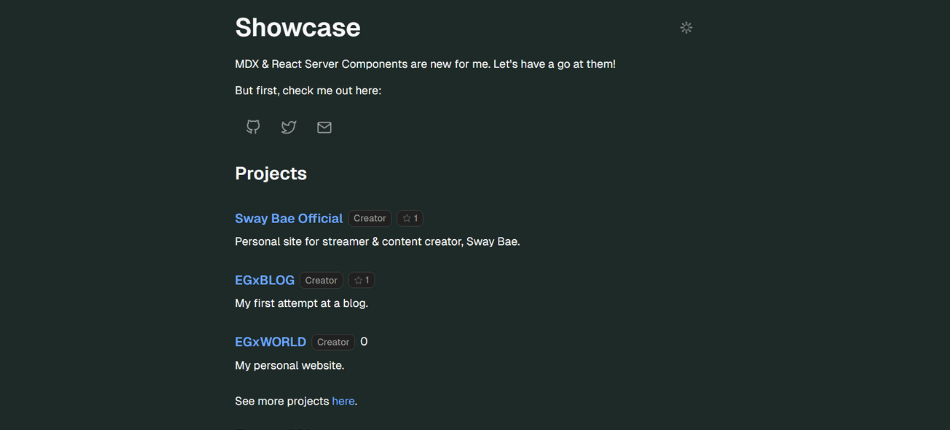 Showcase
MDX & React Server Components are new for me. Let's have a go at them!
But first, check me out here:
Projects
Sway Bae Official Creator ☆ 1
Personal site for streamer & content creator, Sway Bae.
EGxBLOG Creator ☆ 1
My first attempt at a blog.
EGxWORLD Creator 0
My personal website.
See more projects here.